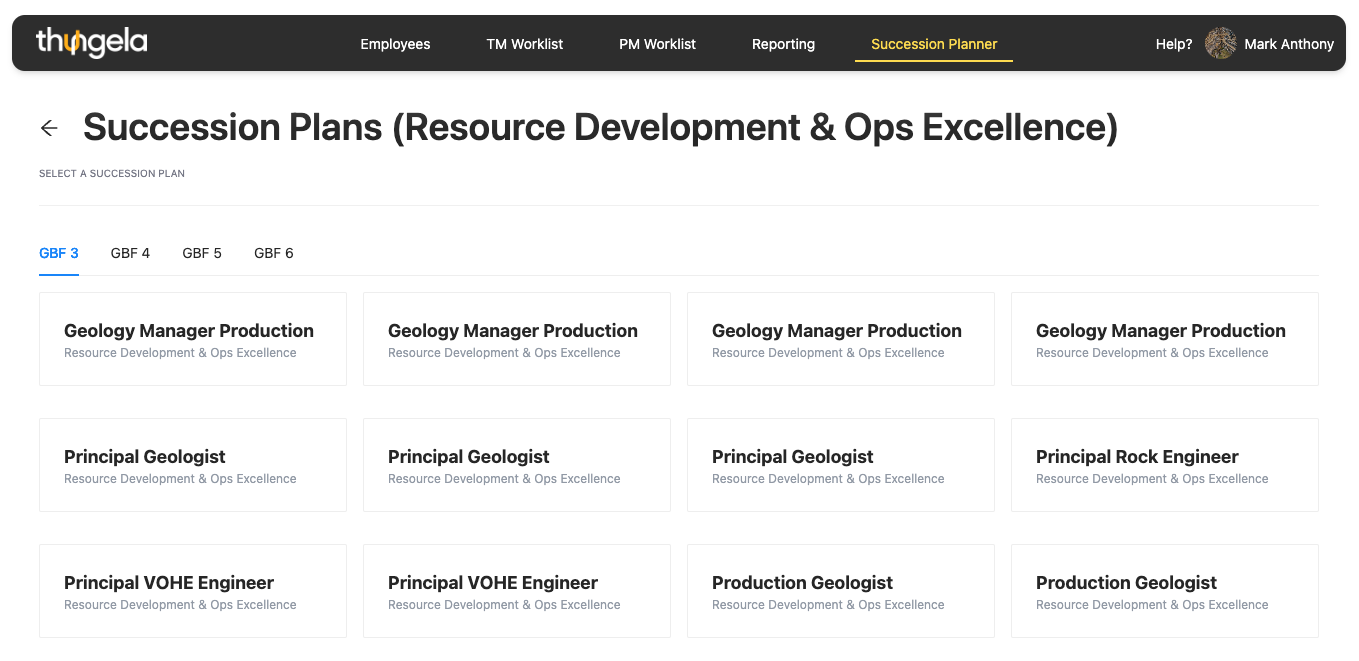 thungela
Employees
TM Worklist
PM Worklist
Reporting
Succession Planner
Help?
Mark Anthony
Succession Plans (Resource Development & Ops Excellence)
SELECT A SUCCESSION PLAN
GBF 3
GBF 4
GBF 5
GBF 6
Geology Manager Production
Resource Development & Ops Excellence
Geology Manager Production
Resource Development & Ops Excellence
Geology Manager Production
Resource Development & Ops Excellence
Geology Manager Production
Resource Development & Ops Excellence
Principal Geologist
Resource Development & Ops Excellence
Principal Geologist
Resource Development & Ops Excellence
Principal Geologist
Resource Development & Ops Excellence
Principal Rock Engineer
Resource Development & Ops Excellence
Principal VOHE Engineer
Resource Development & Ops Excellence
Principal VOHE Engineer
Resource Development & Ops Excellence
Production Geologist
Resource Development & Ops Excellence
Production Geologist
Resource Development & Ops Excellence